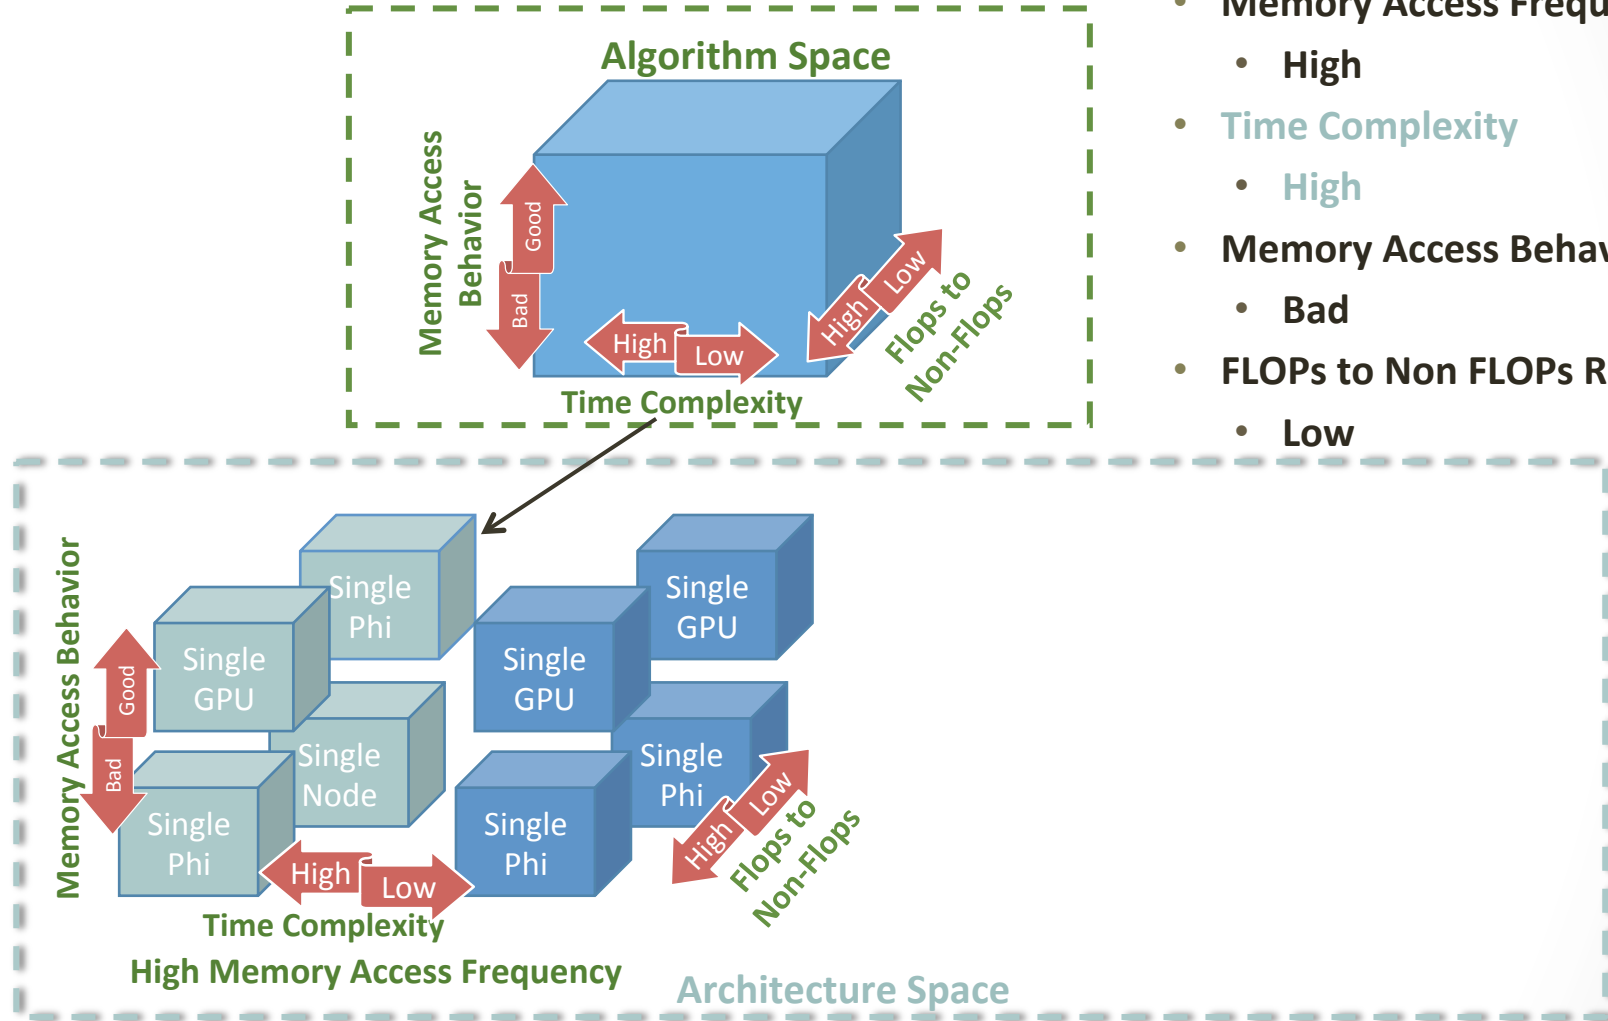 Algorithm Space
Memory Access
Behavior
Good
Bad
High
Low
High
Low
Flops to
Non-Flops
Time Complexity
• Memory Access Frequ
• High
• Time Complexity
• High
• Memory Access Behav
• Bad
• FLOPs to Non FLOPs R
• Low
Memory Access Behavior
Good
Bad
Single
Phi
Single
GPU
Single
GPU
Single
GPU
Single
Node
Single
Phi
Single
Phi
Single
Phi
High
Low
High
Low
Flops to
Non-Flops
Time Complexity
High Memory Access Frequency
Architecture Space